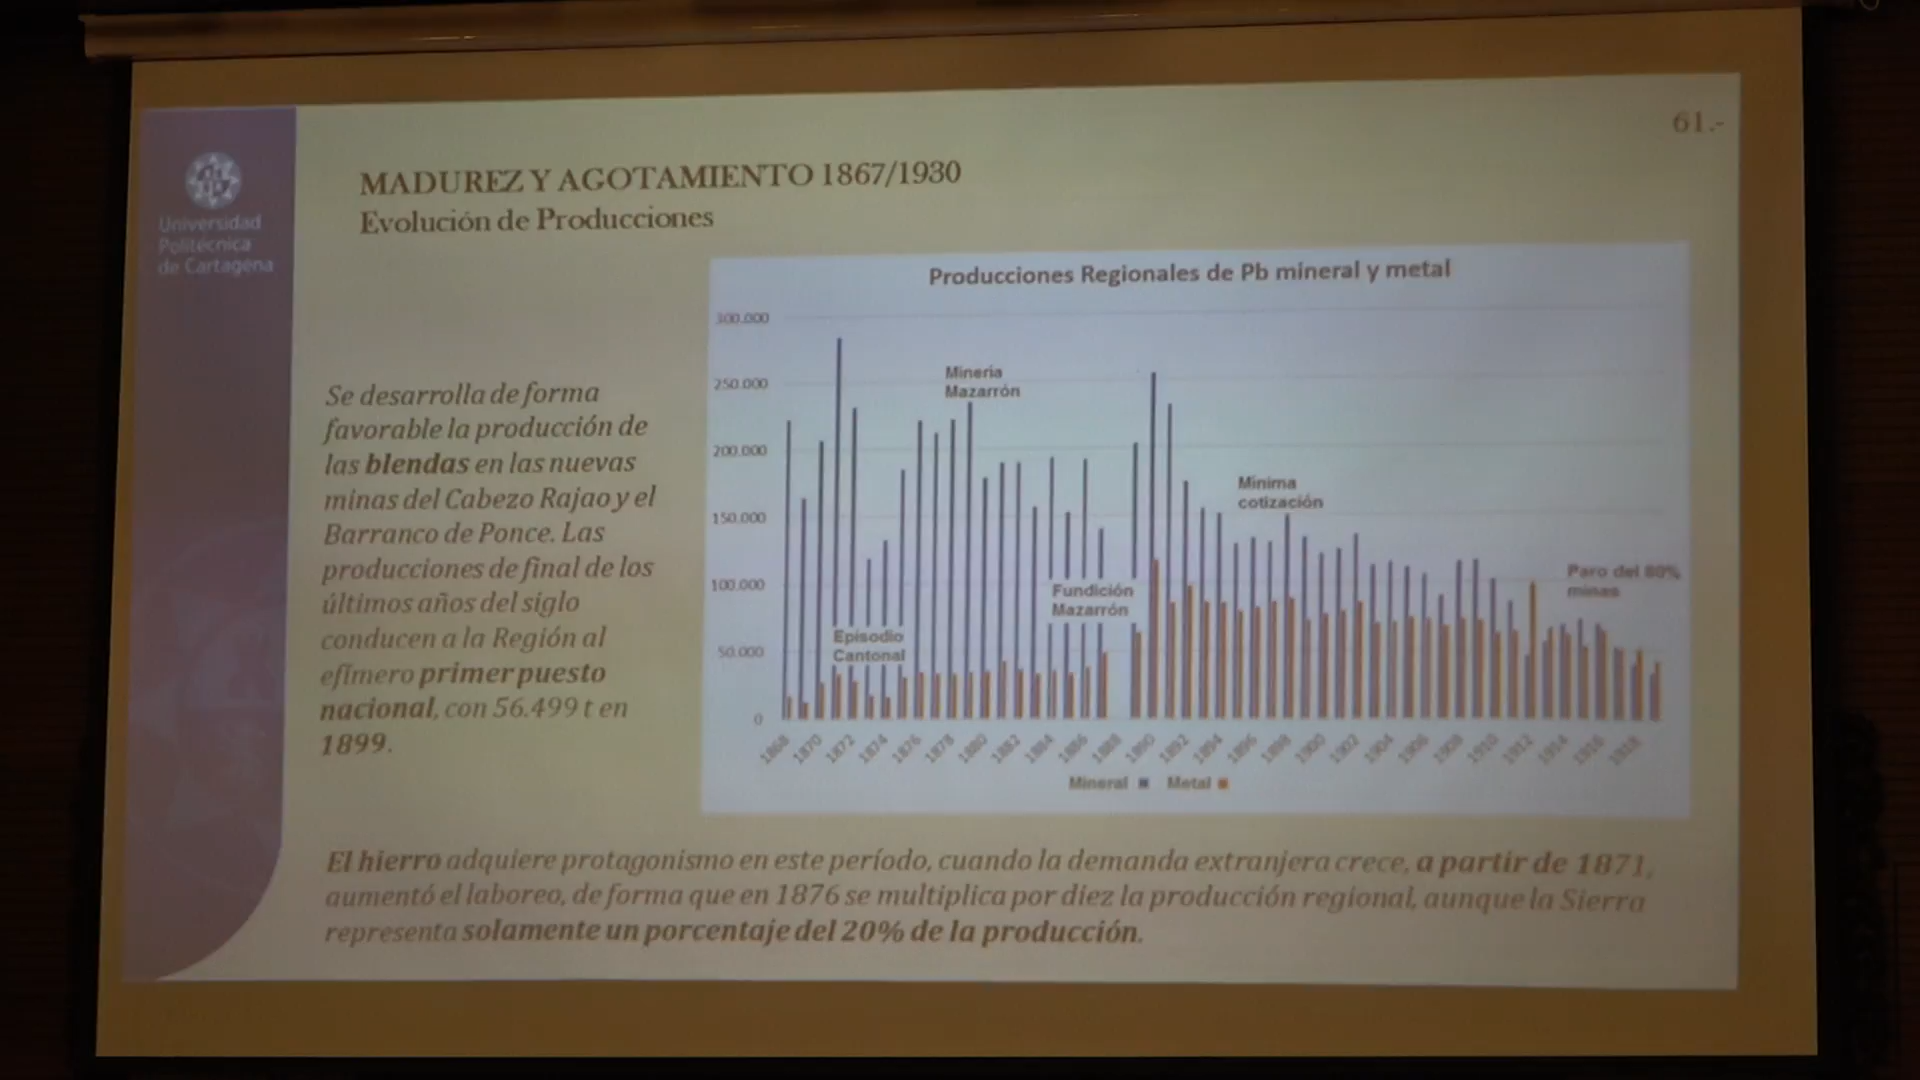 61.-
Universidad
Politécnica
de Cartagena
MADUREZ Y AGOTAMIENTO 1867/1930
Evolución de Producciones
Se desarrolla de forma
favorable la producción de
las blendas en las nuevas
minas del Cabezo Rajao y el
Barranco de Ponce. Las
producciones de final de los
últimos años del siglo
conducen a la Región al
efímero primer puesto
nacional, con 56.499 t en
1899.
Producciones Regionales de Pb mineral y metal
300.000
250.000
200.000
150.000
100.000
50.000
0
Minería
Mazarrón
Mínima
cotización
Paro del 80%
minas
Fundición
Mazarrón
Episodio
Cantonal
1868 1870 1872 1874 1876 1878 1880 1882 1884 1886 1888 1890 1892 1894 1896 1898 1900 1902 1904 1906 1908 1910 1912 1914 1916 1918
Mineral Metal
El hierro adquiere protagonismo en este período, cuando la demanda extranjera crece, a partir de 1871,
aumentó el laboreo, de forma que en 1876 se multiplica por diez la producción regional, aunque la Sierra
representa solamente un porcentaje del 20% de la producción.